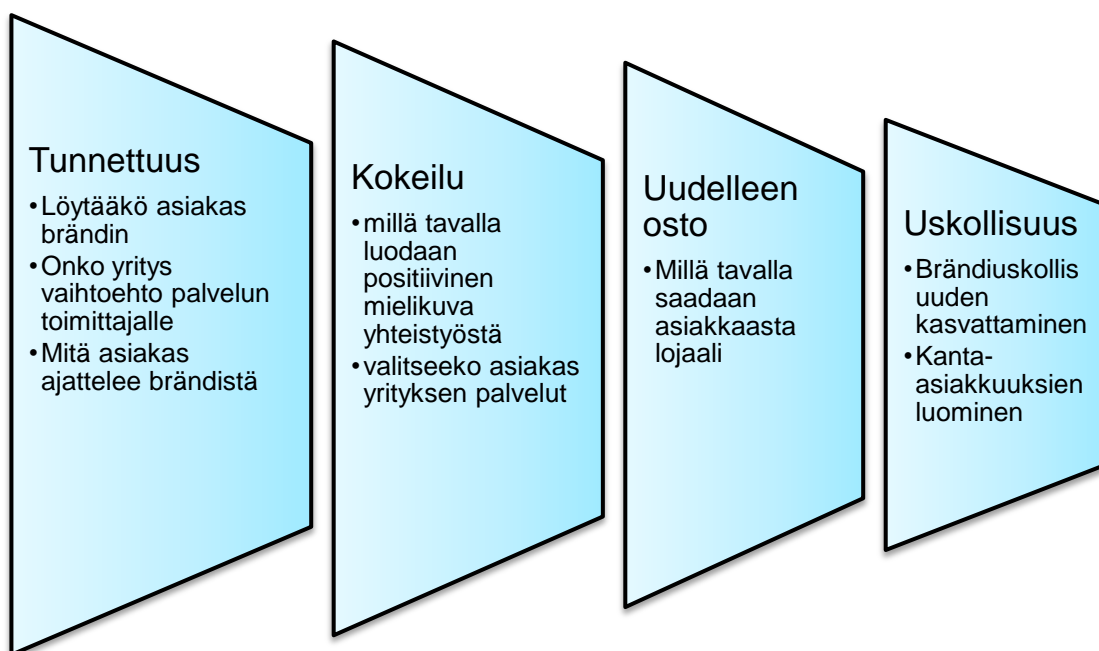 Tunnettuus
•Löytääkö asiakas
brändin
•Onko yritys
vaihtoehto palvelun
toimittajalle
•Mitä asiakas
ajattelee brändistä
Kokeilu
•millä tavalla
luodaan
positiivinen
mielikuva
yhteistyöstä
•valitseeko asiakas
yrityksen palvelut
Uudelleen
osto
•Millä tavalla
saadaan
asiakkaasta
lojaali
Uskollisuus
•Brändiuskollis
uuden
kasvattaminen
•Kanta-
asiakkuuksien
luominen